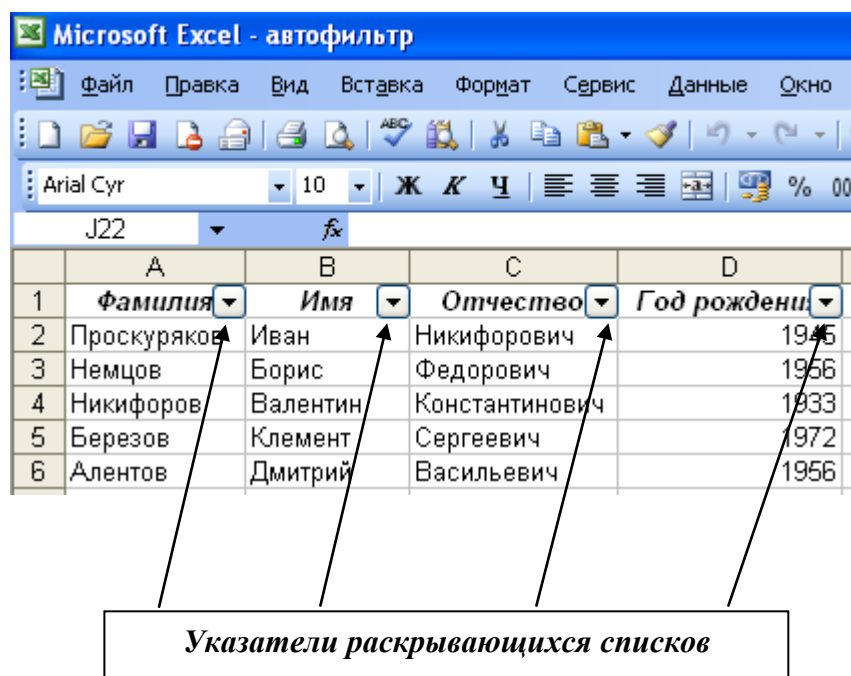 Microsoft Excel - автофильтр
Файл Правка Вид Вставка Формат Сервис Данные Окно
ABC
Arial Cyr 10 Ж К Ч a % 00
J22 fx
A B C D
1 Фамилия Имя Отчество Год рождени
2 Проскуряков Иван Никифорович 1945
3 Немцов Борис Федорович 1956
4 Никифоров Валентин Константинович 1933
5 Березов Клемент Сергеевич 1972
6 Алентов Дмитрий Васильевич 1956
Указатели раскрывающихся списков